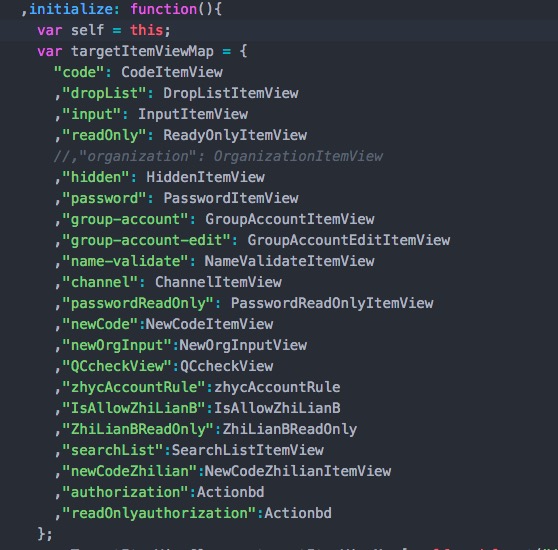 ,initialize: function(){
var self = this;
var targetItemViewMap = {
"code": CodeItemView
,"dropList": DropListItemView
,"input": InputItemView
,"readOnly": ReadyOnlyItemView
//,"organization": OrganizationItemView
,"hidden": HiddenItemView
,"password": PasswordItemView
,"group-account": GroupAccountItemView
,"group-account-edit": GroupAccountEditItemView
,"name-validate": NameValidateItemView
,"channel": ChannelItemView
,"passwordReadOnly": PasswordReadOnlyItemView
,"newCode":NewCodeItemView
,"newOrgInput":NewOrgInputView
,"QCcheckView":QCcheckView
,"zhycAccountRule":zhycAccountRule
,"IsAllowZhiLianB":IsAllowZhiLianB
,"ZhiLianBReadOnly":ZhiLianBReadOnly
,"searchList":SearchListItemView
,"newCodeZhilian":NewCodeZhilianItemView
,"authorization":Actionbd
,"readOnlyauthorization":Actionbd
};